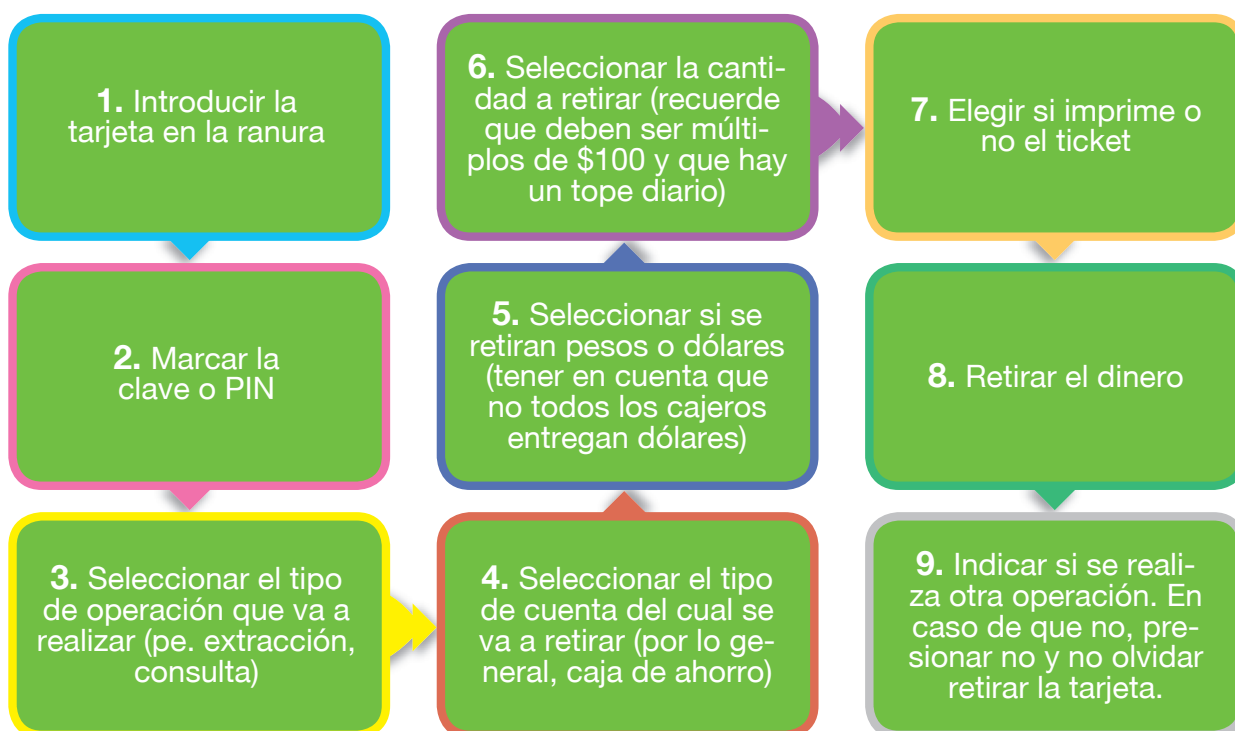 1. Introducir la
tarjeta en la ranura
2. Marcar la
clave o PIN
3. Seleccionar el tipo
de operación que va a
realizar (pe. extracción,
consulta)
4. Seleccionar el tipo
de cuenta del cual se
va a retirar (por lo ge-
neral, caja de ahorro)
5. Seleccionar si se
retiran pesos o dólares
(tener en cuenta que
no todos los cajeros
entregan dólares)
6. Seleccionar la canti-
dad a retirar (recuerde
que deben ser múlti-
plos de $100 y que hay
un tope diario)
7. Elegir si imprime o
no el ticket
8. Retirar el dinero
9. Indicar si se reali-
za otra operación. En
caso de que no, pre-
sionar no y no olvidar
retirar la tarjeta.